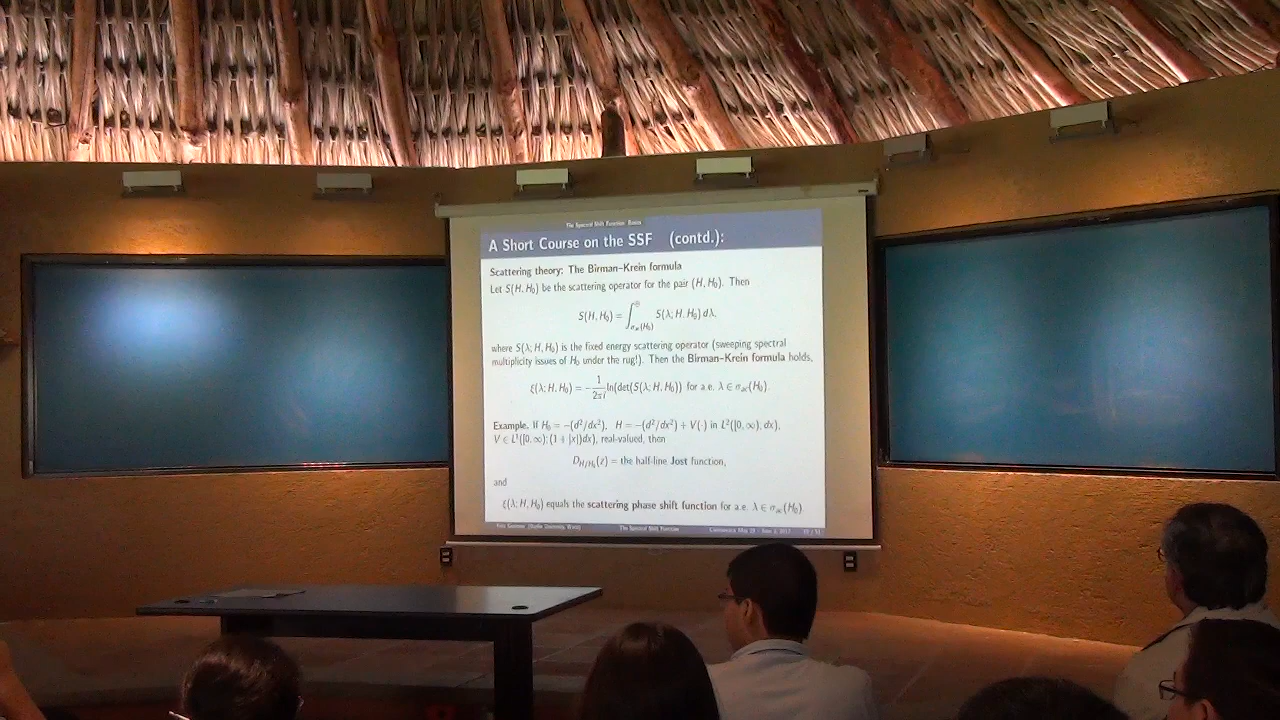 The Spectral Shift Function: Basics
A Short Course on the SSF (contd.):
Scattering theory: The Birman–Krein formula
Let S(H, H₀) be the scattering operator for the pair (H, H₀). Then
S(H, H₀) = ∫^⊕_{σ_ac(H₀)} S(λ; H, H₀) dλ,
where S(λ; H, H₀) is the fixed energy scattering operator (sweeping spectral
multiplicity issues of H₀ under the rug!). Then the Birman–Krein formula holds,
ξ(λ; H, H₀) = −1/(2πi) ln(det(S(λ; H, H₀)) for a.e. λ ∈ σ_ac(H₀).
Example. If H₀ = −(d²/dx²), H = −(d²/dx²) + V(·) in L²([0, ∞), dx),
V ∈ L¹([0, ∞); (1 + |x|)dx), real-valued, then
D_{H/H₀}(z) = the half-line Jost function,
and
ξ(λ; H, H₀) equals the scattering phase shift function for a.e. λ ∈ σ_ac(H₀)
The Spectral Shift Function